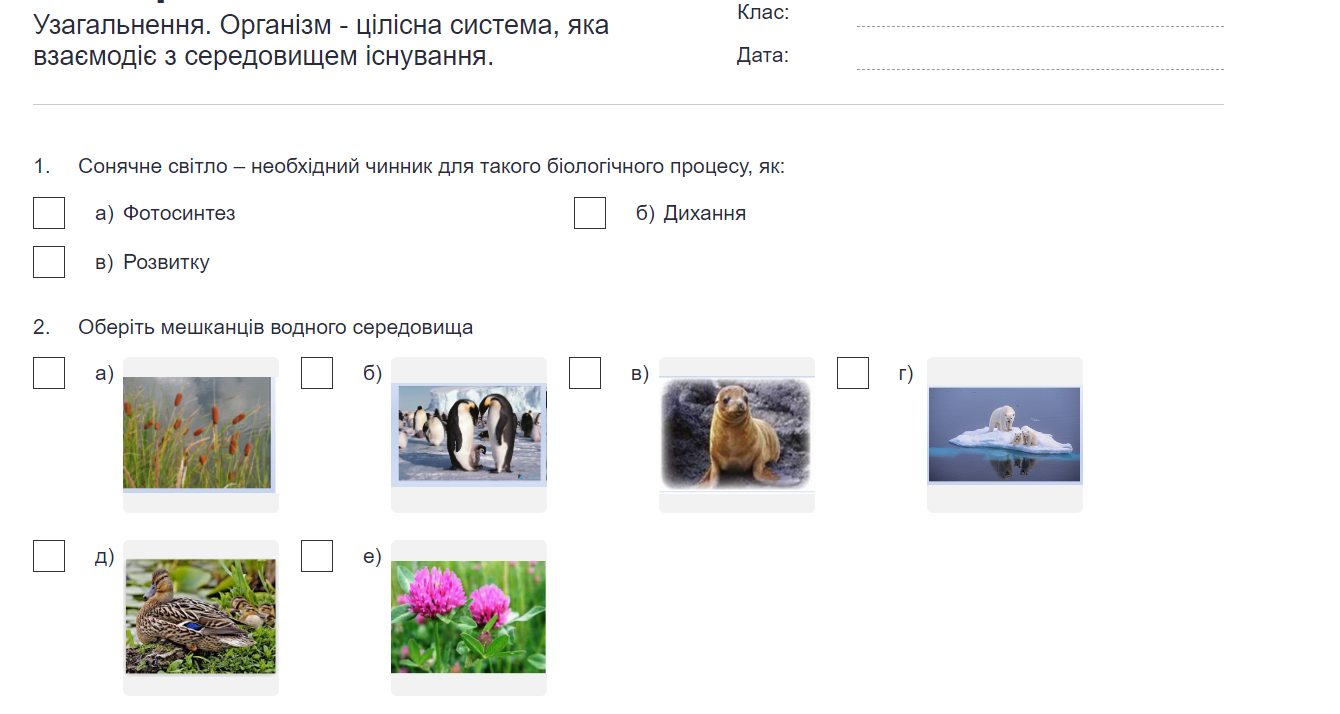 Узагальнення. Організм - цілісна система, яка
взаємодіє з середовищем існування.
Клас:
Дата:
1. Сонячне світло – необхідний чинник для такого біологічного процесу, як:
а) Фотосинтез
б) Дихання
в) Розвитку
2. Оберіть мешканців водного середовища
а)
б)
в)
г)
д)
е)